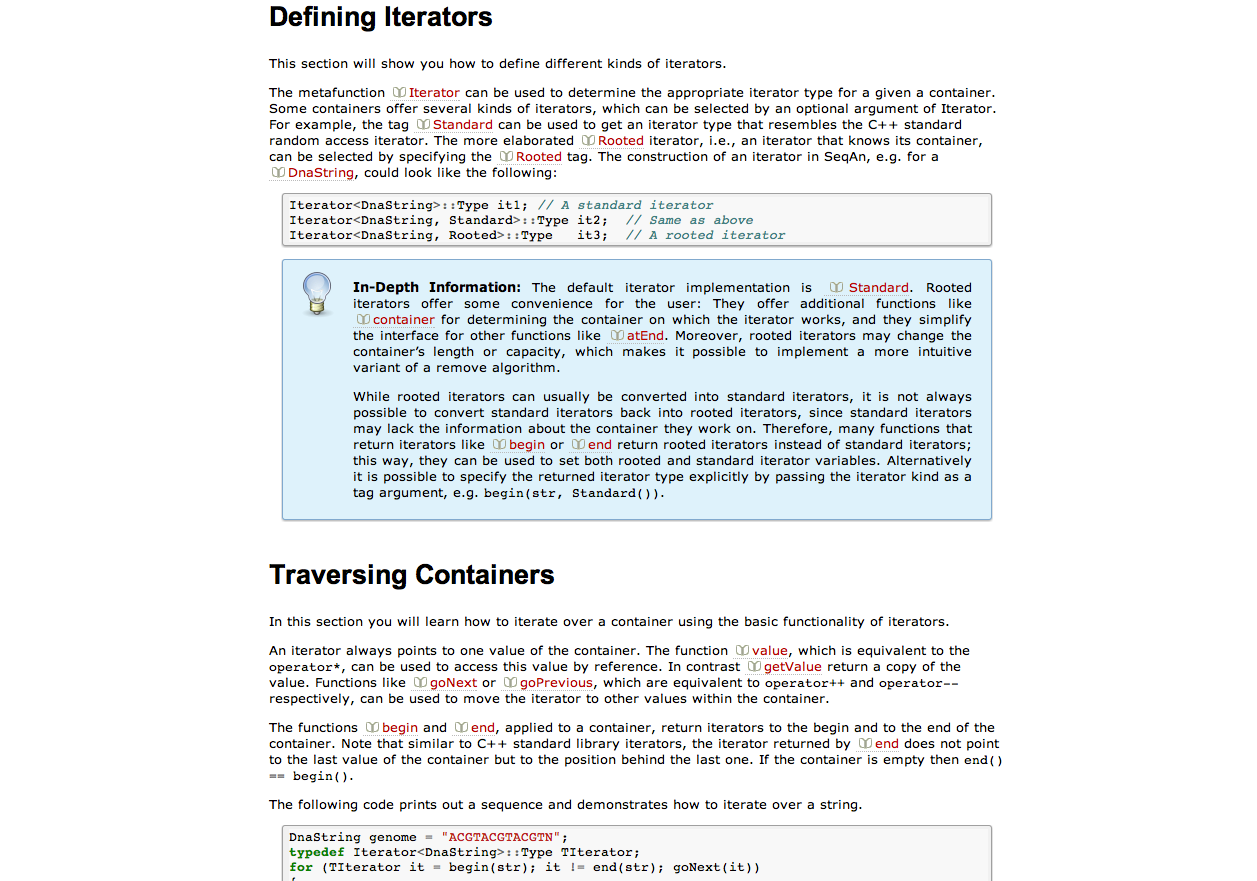 Defining Iterators
This section will show you how to define different kinds of iterators.
The metafunction Iterator can be used to determine the appropriate iterator type for a given a container.
Some containers offer several kinds of iterators, which can be selected by an optional argument of Iterator.
For example, the tag Standard can be used to get an iterator type that resembles the C++ standard
random access iterator. The more elaborated Rooted iterator, i.e., an iterator that knows its container,
can be selected by specifying the Rooted tag. The construction of an iterator in SeqAn, e.g. for a
DnaString, could look like the following:
Iterator<DnaString>::Type it1; // A standard iterator
Iterator<DnaString, Standard>::Type it2;  // Same as above
Iterator<DnaString, Rooted>::Type   it3;  // A rooted iterator
In-Depth Information: The default iterator implementation is Standard. Rooted
iterators offer some convenience for the user: They offer additional functions like
container for determining the container on which the iterator works, and they simplify
the interface for other functions like atEnd. Moreover, rooted iterators may change the
container’s length or capacity, which makes it possible to implement a more intuitive
variant of a remove algorithm.
While rooted iterators can usually be converted into standard iterators, it is not always
possible to convert standard iterators back into rooted iterators, since standard iterators
may lack the information about the container they work on. Therefore, many functions that
return iterators like begin or end return rooted iterators instead of standard iterators;
this way, they can be used to set both rooted and standard iterator variables. Alternatively
it is possible to specify the returned iterator type explicitly by passing the iterator kind as a
tag argument, e.g. begin(str, Standard()).
Traversing Containers
In this section you will learn how to iterate over a container using the basic functionality of iterators.
An iterator always points to one value of the container. The function value, which is equivalent to the
operator*, can be used to access this value by reference. In contrast getValue return a copy of the
value. Functions like goNext or goPrevious, which are equivalent to operator++ and operator--
respectively, can be used to move the iterator to other values within the container.
The functions begin and end, applied to a container, return iterators to the begin and to the end of the
container. Note that similar to C++ standard library iterators, the iterator returned by end does not point
to the last value of the container but to the position behind the last one. If the container is empty then end()
== begin().
The following code prints out a sequence and demonstrates how to iterate over a string.
DnaString genome = "ACGTACGTACGTN";
typedef Iterator<DnaString>::Type TIterator;
for (TIterator it = begin(str); it != end(str); goNext(it))